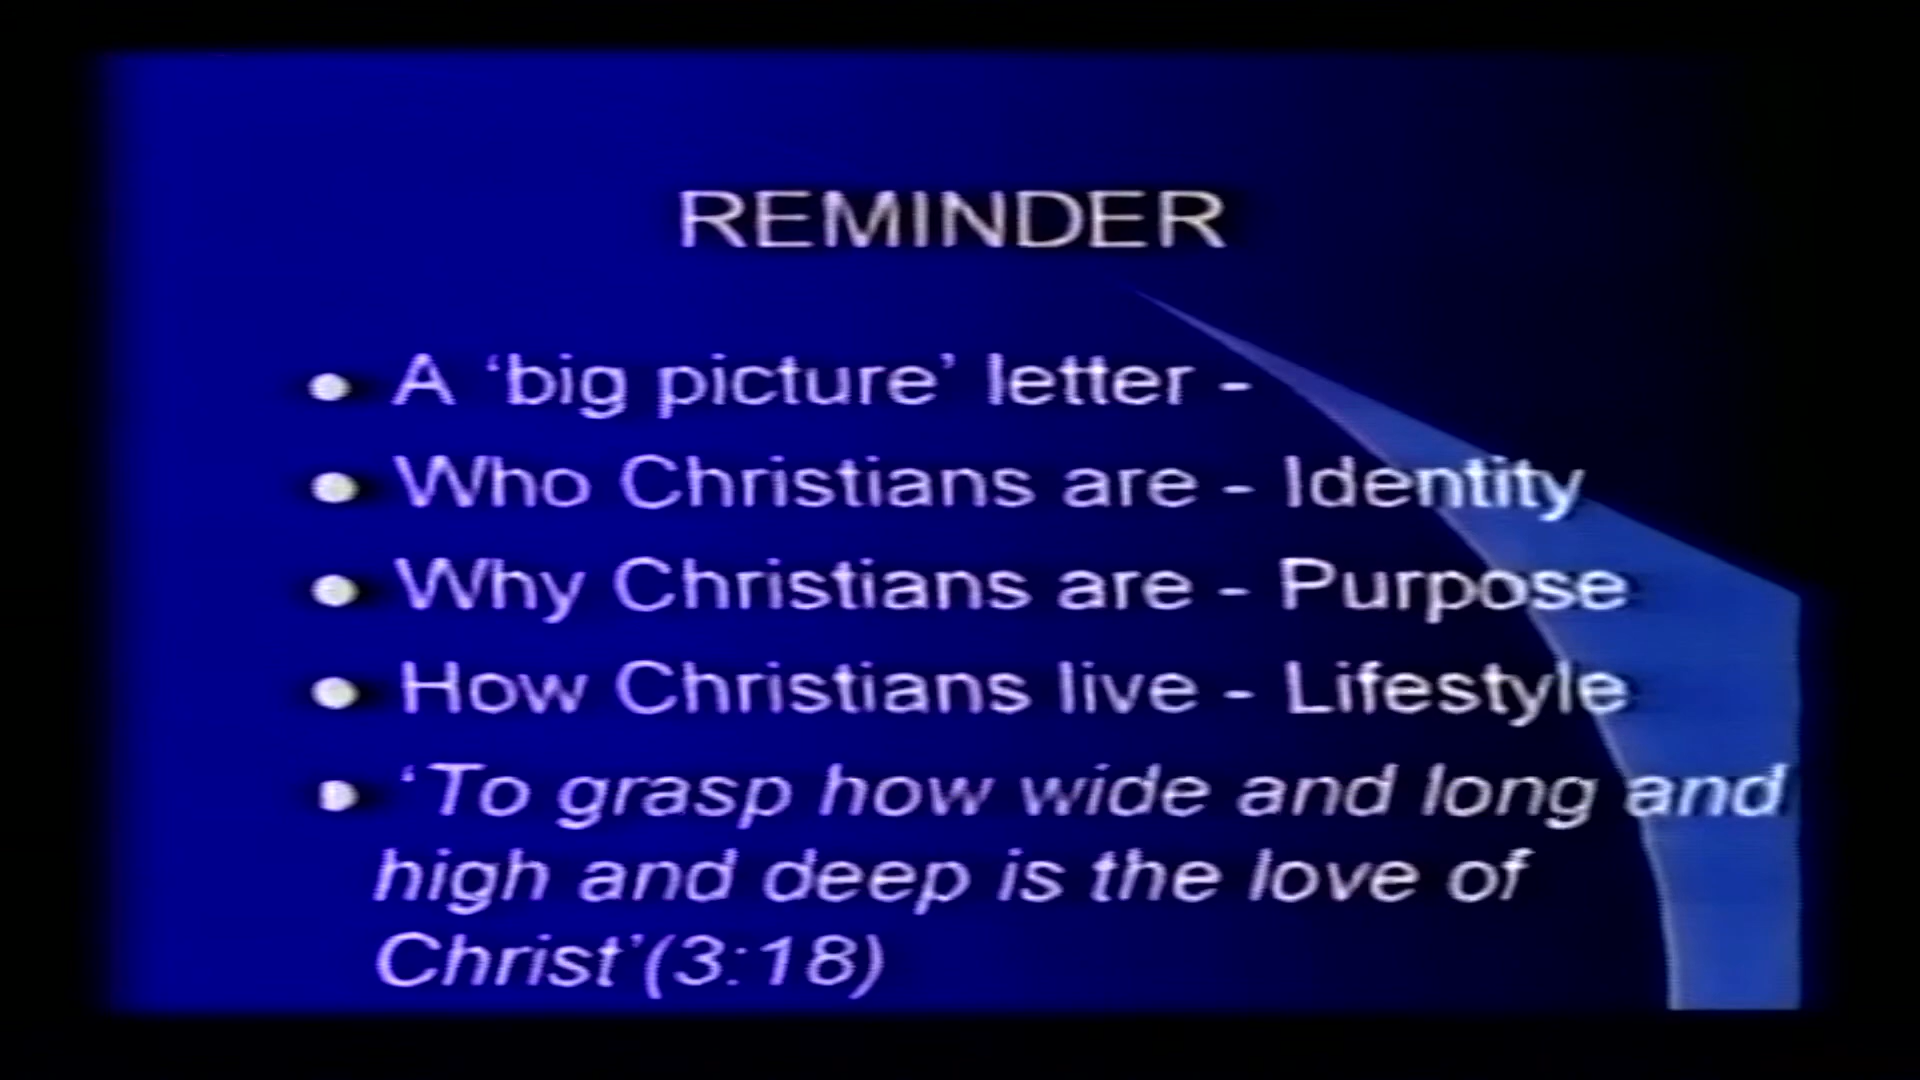 REMINDER
• A ‘big picture’ letter -
• Who Christians are - Identity
• Why Christians are - Purpose
• How Christians live - Lifestyle
• ‘To grasp how wide and long and
high and deep is the love of
Christ’(3:18)